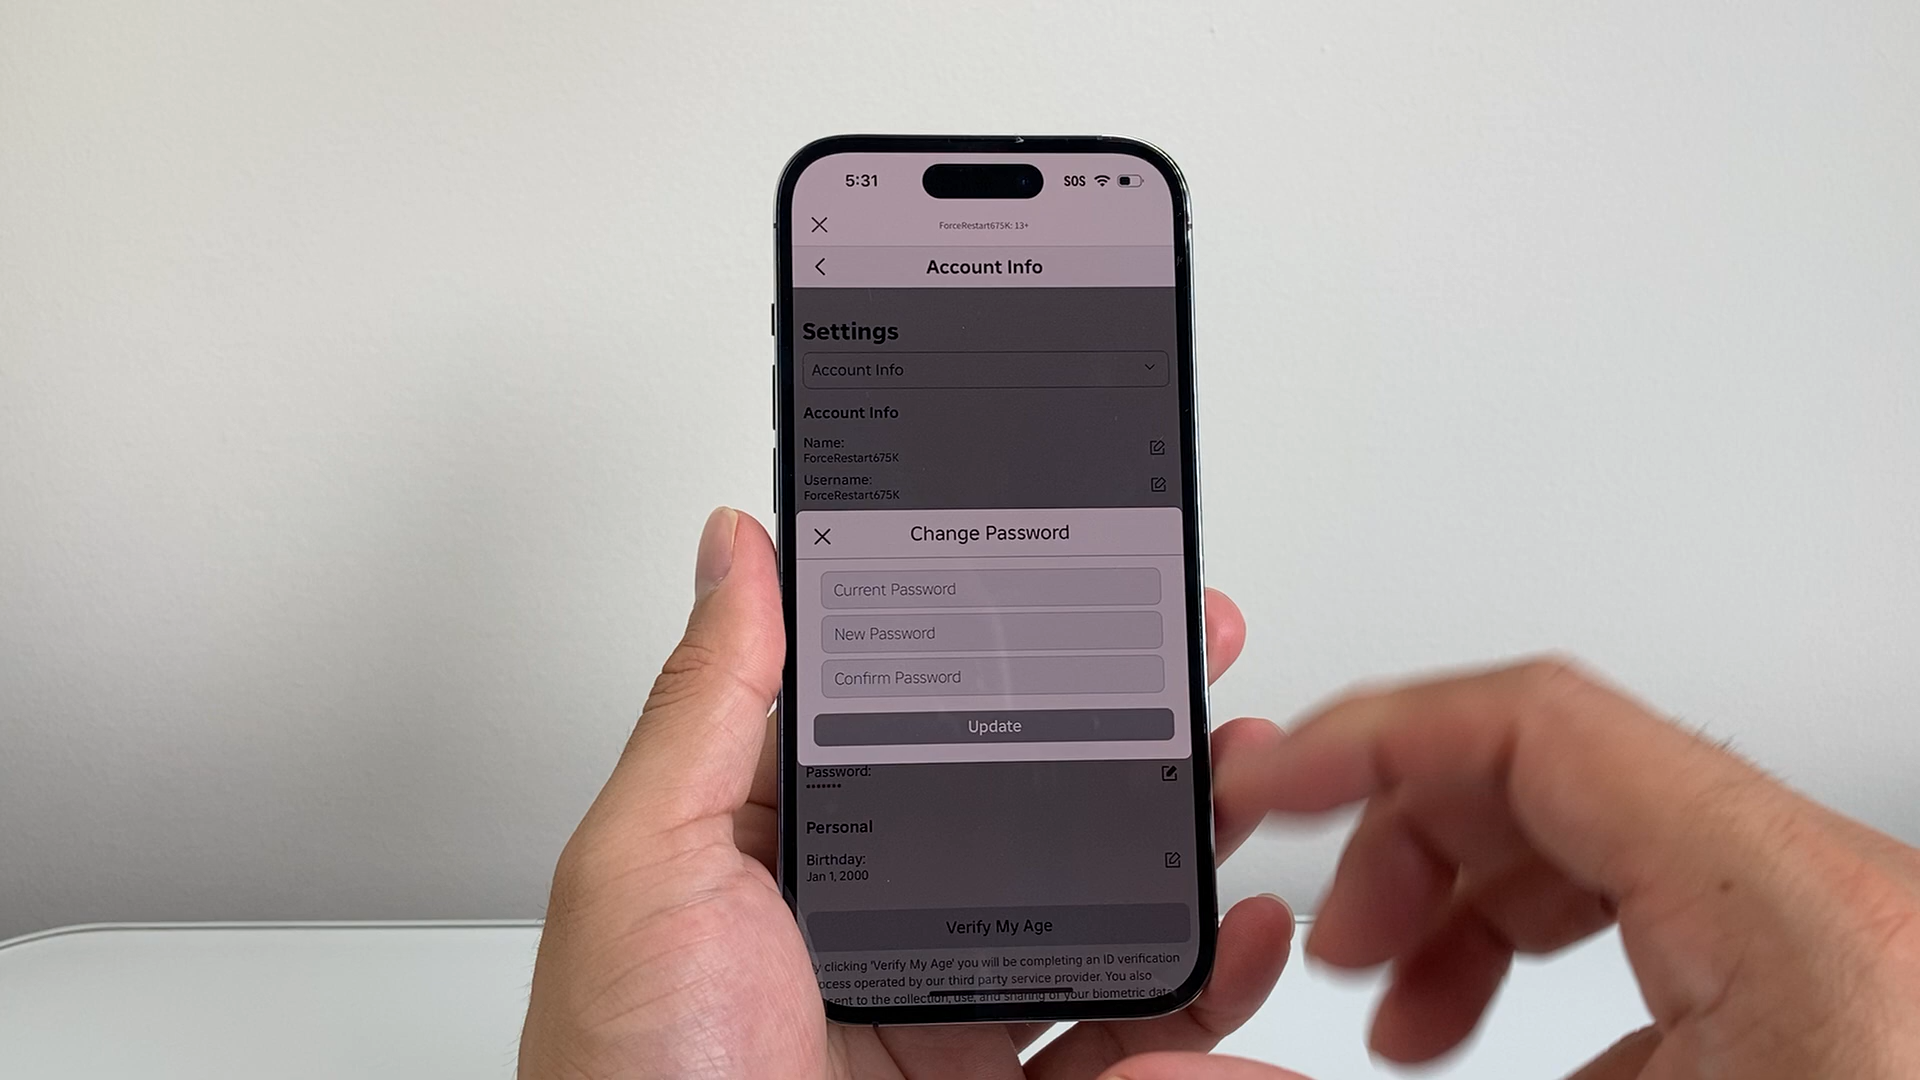 5:31
SOS
ForceRestart675K: 13+
Account Info
Settings
Account Info
Account Info
Name:
ForceRestart675K
Username:
ForceRestart675K
Change Password
Current Password
New Password
Confirm Password
Update
Password:
Personal
Birthday:
Jan 1, 2000
Verify My Age
clicking 'Verify My Age' you will be completing an ID verification
operated by our third party service provider. You also
to the collection, use, and sharing of your biometric data